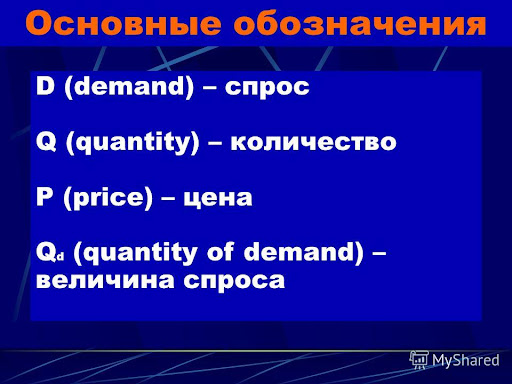 Основные обозначения
D (demand) – спрос
Q (quantity) – количество
P (price) – цена
Qd (quantity of demand) –
величина спроса
MyShared